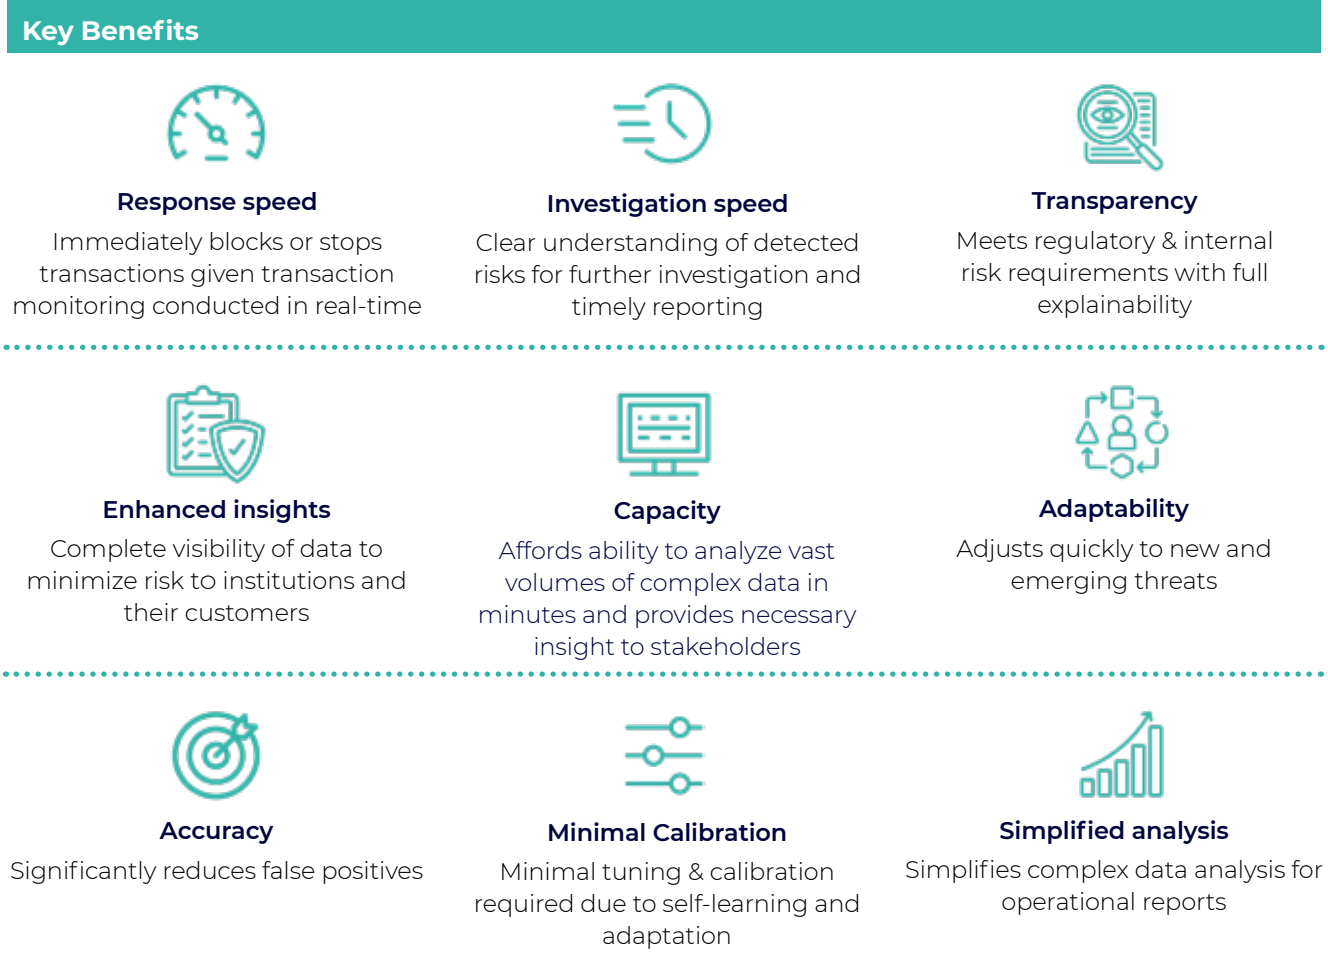 Key Benefits
Response speed
Immediately blocks or stops
transactions given transaction
monitoring conducted in real-time
Investigation speed
Clear understanding of detected
risks for further investigation and
timely reporting
Transparency
Meets regulatory & internal
risk requirements with full
explainability
Enhanced insights
Complete visibility of data to
minimize risk to institutions and
their customers
Capacity
Affords ability to analyze vast
volumes of complex data in
minutes and provides necessary
insight to stakeholders
Adaptability
Adjusts quickly to new and
emerging threats
Accuracy
Significantly reduces false positives
Minimal Calibration
Minimal tuning & calibration
required due to self-learning and
adaptation
Simplified analysis
Simplifies complex data analysis for
operational reports